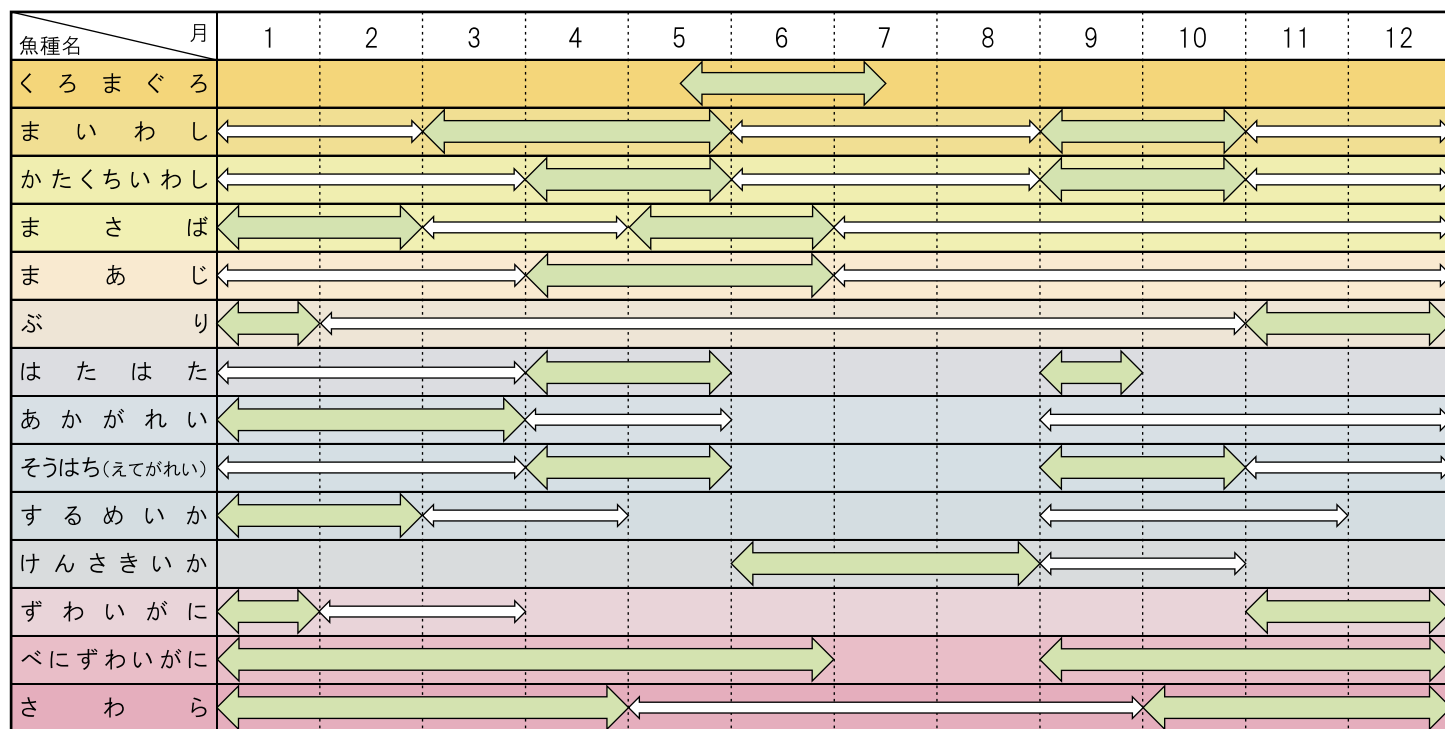 魚種名 月 1 2 3 4 5 6 7 8 9 10 11 12
くろまぐろ
まいわし
かたくちいわし
まさば
まあじ
ぶり
はたはた
あかがれい
そうはち(えてがれい)
するめいか
けんさきいか
ずわいがに
べにずわいがに
さわら